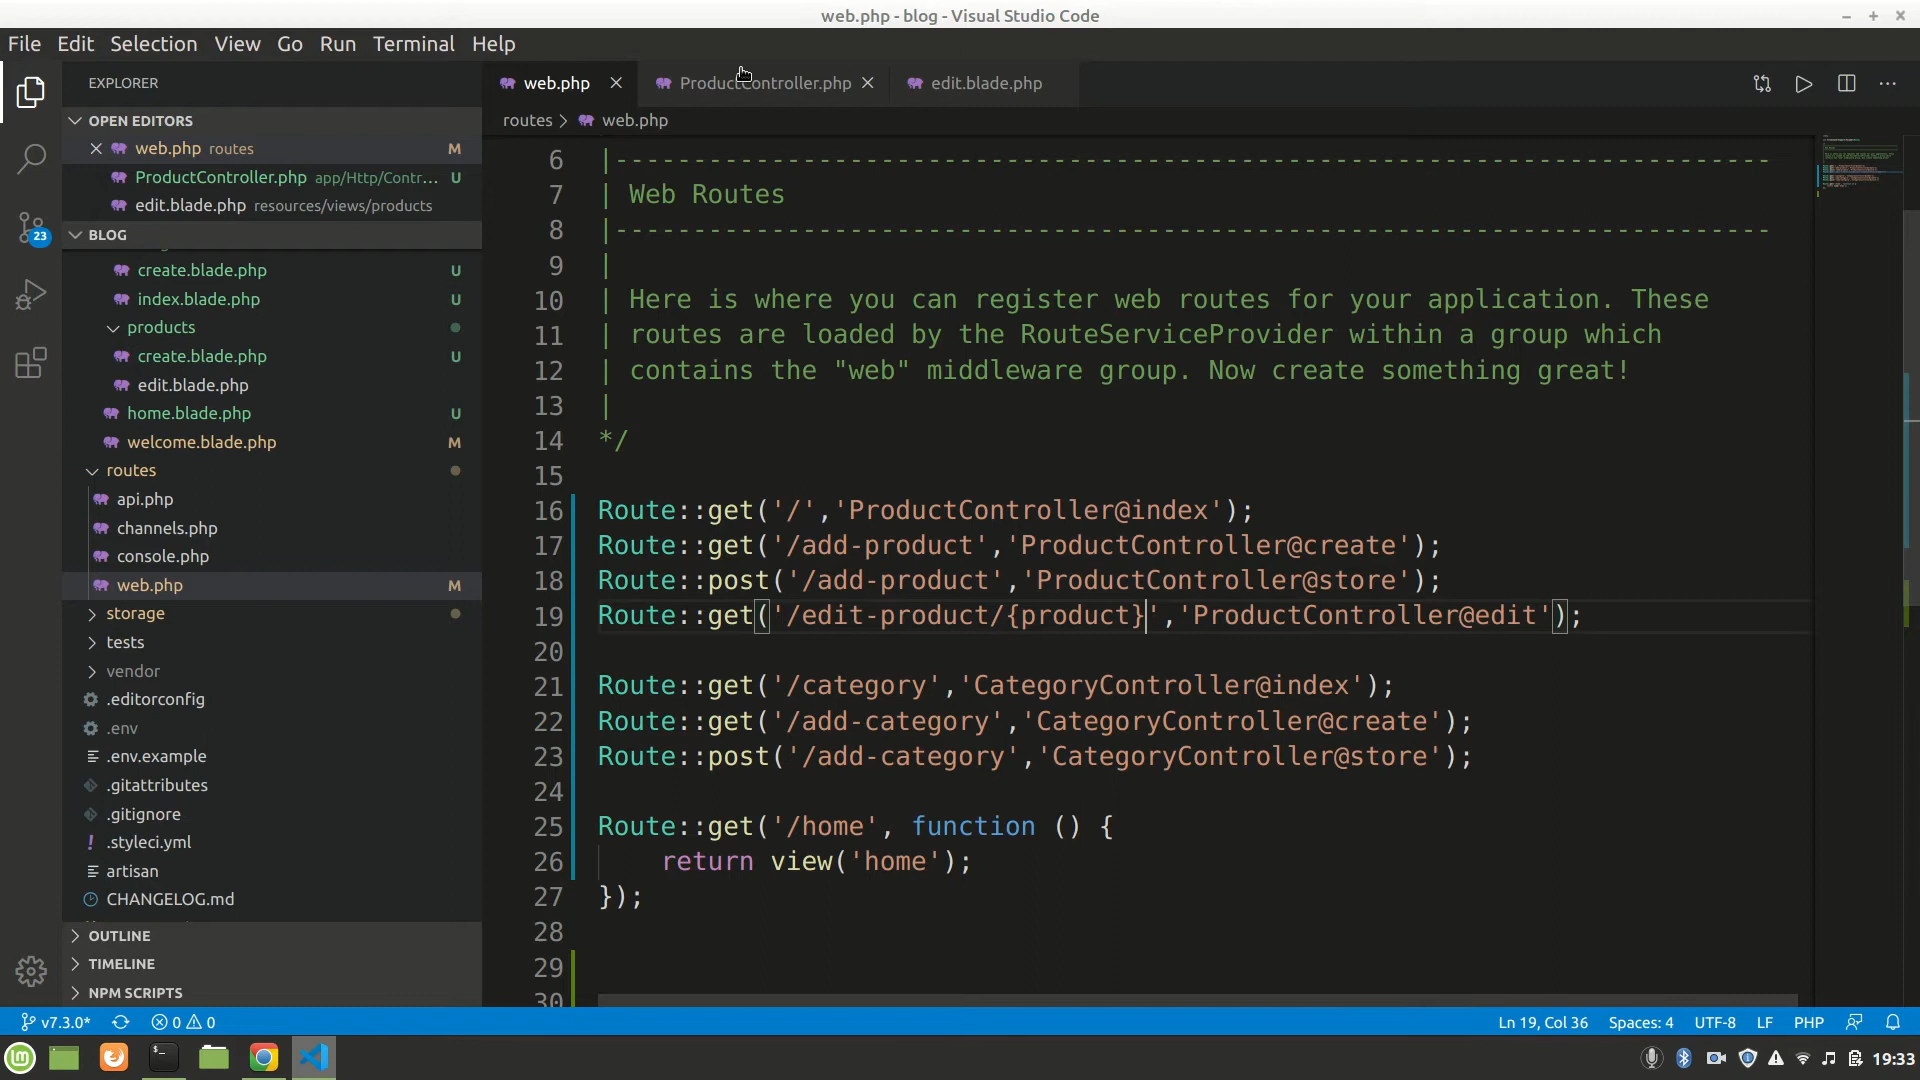 web.php - blog - Visual Studio Code
File Edit Selection View Go Run Terminal Help
EXPLORER
OPEN EDITORS
web.php routes M
ProductController.php app/Http/Contr... U
edit.blade.php resources/views/products
BLOG
create.blade.php U
index.blade.php U
products
create.blade.php U
edit.blade.php
home.blade.php U
welcome.blade.php M
routes
api.php
channels.php
console.php
web.php M
storage
tests
vendor
.editorconfig
.env
.env.example
.gitattributes
.gitignore
.styleci.yml
artisan
CHANGELOG.md
OUTLINE
TIMELINE
NPM SCRIPTS
23
web.php ProductController.php edit.blade.php
routes > web.php
6 |--------------------------------------------------------------------------
7 | Web Routes
8 |--------------------------------------------------------------------------
9 |
10 | Here is where you can register web routes for your application. These
11 | routes are loaded by the RouteServiceProvider within a group which
12 | contains the "web" middleware group. Now create something great!
13 |
14 */
15
16 Route::get('/','ProductController@index');
17 Route::get('/add-product','ProductController@create');
18 Route::post('/add-product','ProductController@store');
19 Route::get('/edit-product/{product}','ProductController@edit');
20
21 Route::get('/category','CategoryController@index');
22 Route::get('/add-category','CategoryController@create');
23 Route::post('/add-category','CategoryController@store');
24
25 Route::get('/home', function () {
26     return view('home');
27 });
28
29
30
v7.3.0* 0 0 Ln 19, Col 36 Spaces: 4 UTF-8 LF PHP
19:33